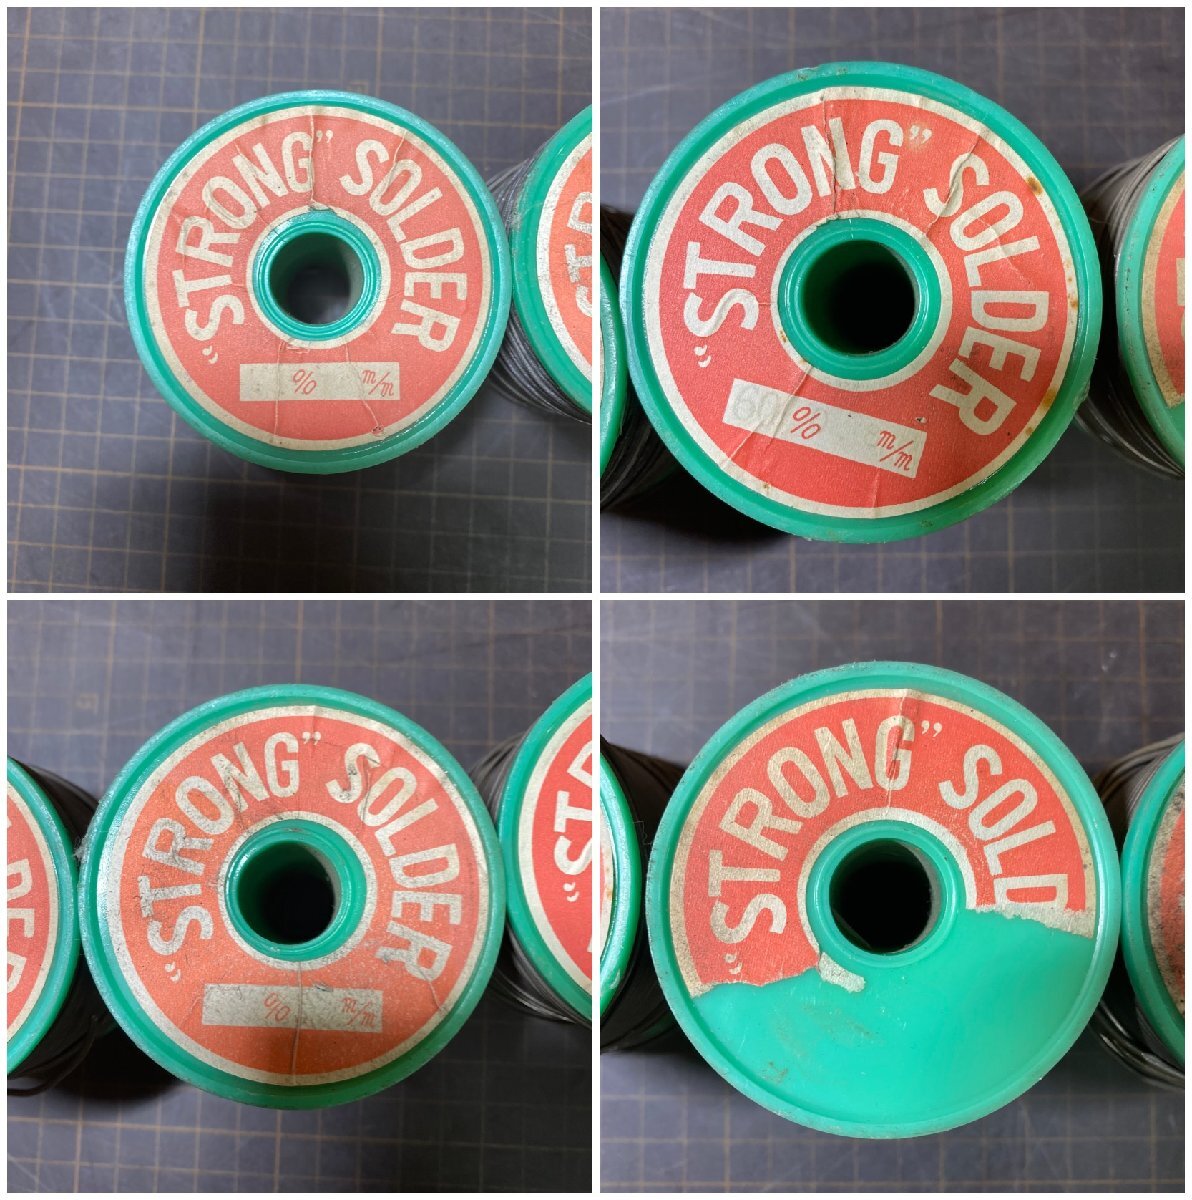 “STRONG” SOLDER
% m/m
“STRONG” SOLDER
60 % m/m
“STRONG” SOLDER
% m/m
“STRONG” SOLD